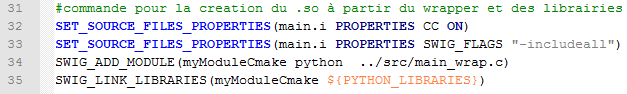 31 #commande pour la creation du .so à partir du wrapper et des librairies
32 SET_SOURCE_FILES_PROPERTIES(main.i PROPERTIES CC ON)
33 SET_SOURCE_FILES_PROPERTIES(main.i PROPERTIES SWIG_FLAGS "-includeall")
34 SWIG_ADD_MODULE(myModuleCmake python  ../src/main_wrap.c)
35 SWIG_LINK_LIBRARIES(myModuleCmake ${PYTHON_LIBRARIES})